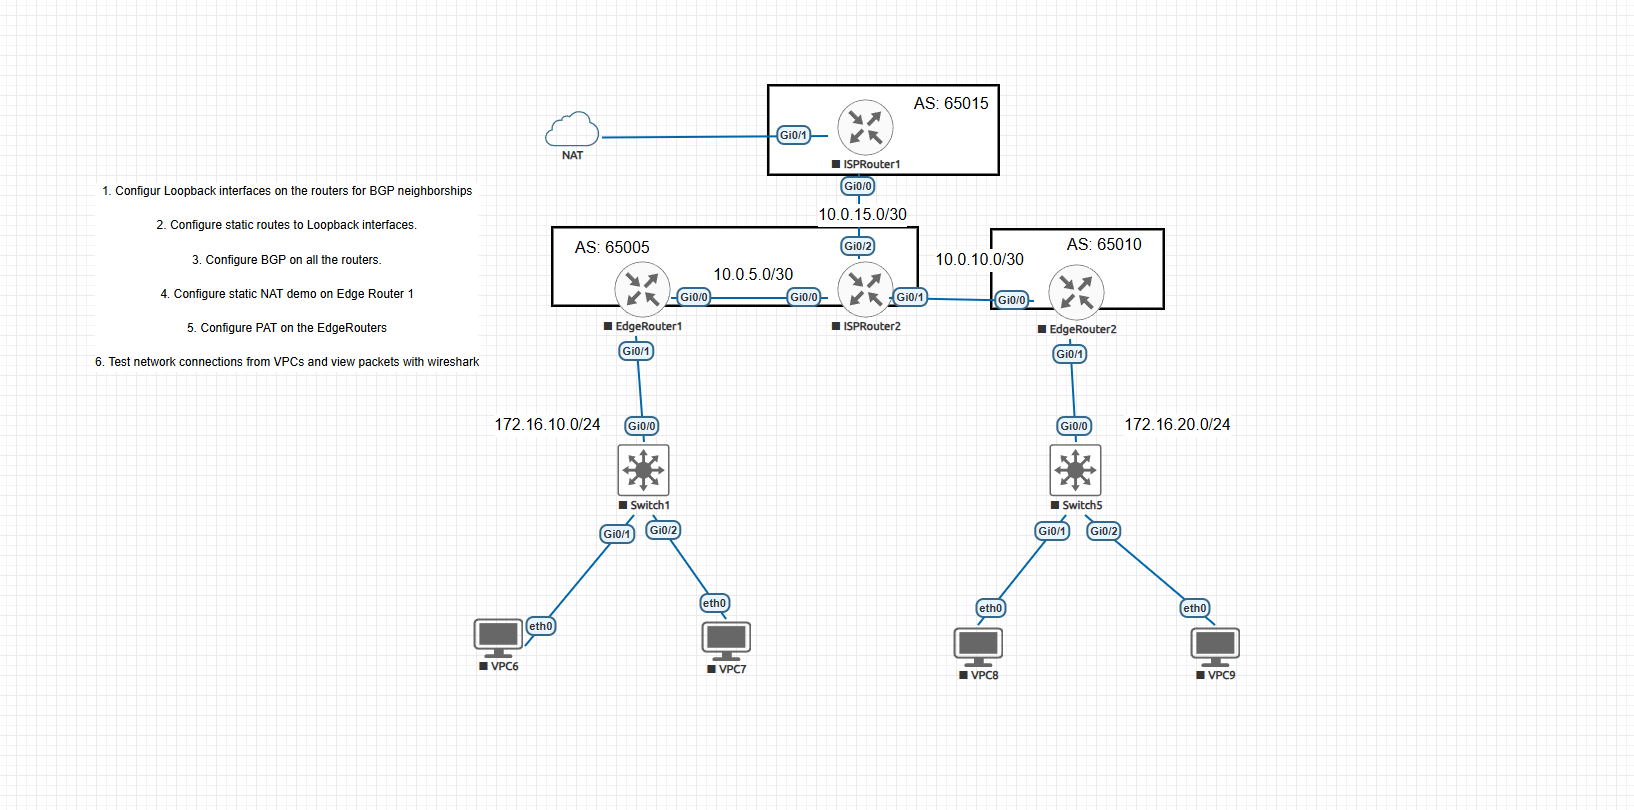 AS: 65015
Gi0/1
NAT
ISPRouter1
Gi0/0
1. Configur Loopback interfaces on the routers for BGP neighborships
2. Configure static routes to Loopback interfaces.
3. Configure BGP on all the routers.
4. Configure static NAT demo on Edge Router 1
5. Configure PAT on the EdgeRouters
6. Test network connections from VPCs and view packets with wireshark
10.0.15.0/30
AS: 65005
Gi0/2
AS: 65010
10.0.5.0/30
10.0.10.0/30
Gi0/0
Gi0/0
Gi0/1
Gi0/0
EdgeRouter1
ISPRouter2
EdgeRouter2
Gi0/1
Gi0/1
172.16.10.0/24
Gi0/0
Gi0/0
172.16.20.0/24
Switch1
Switch5
Gi0/1
Gi0/2
Gi0/1
Gi0/2
eth0
eth0
eth0
eth0
VPC6
VPC7
VPC8
VPC9